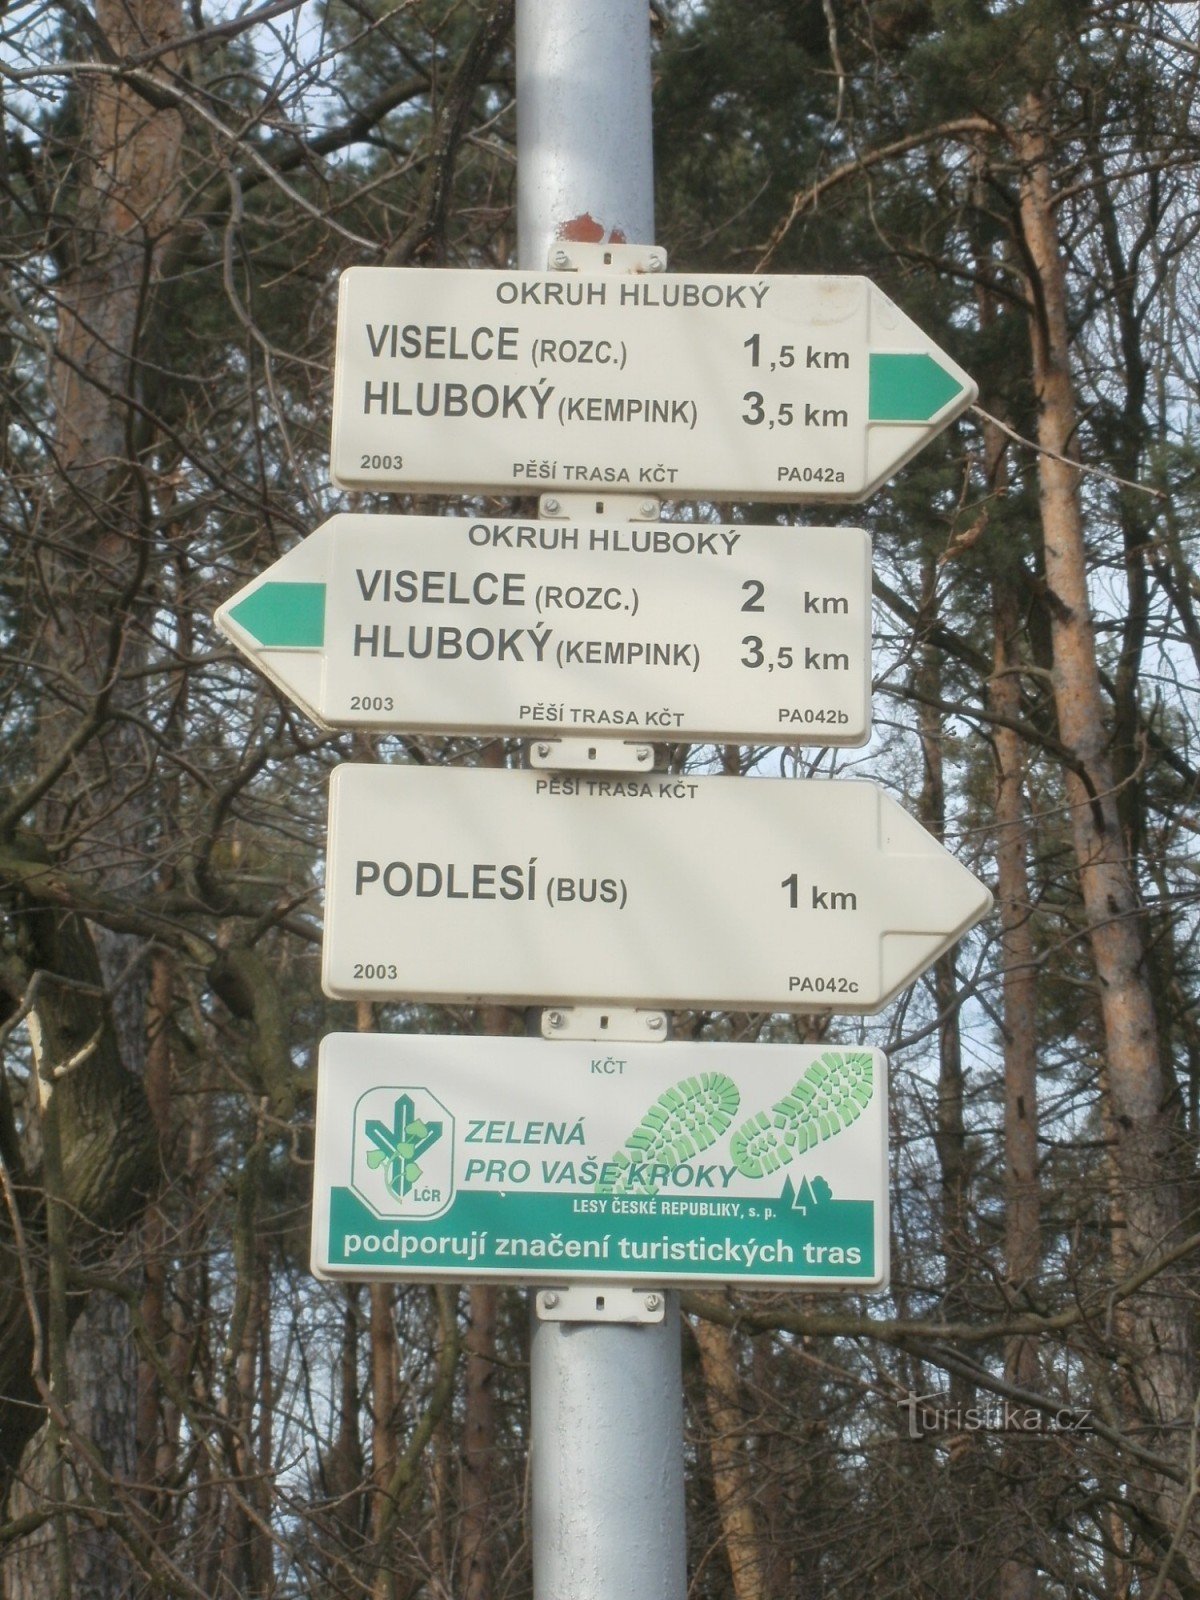 OKRUH HLUBOKÝ
VISELCE (ROZC.) 1,5 km
HLUBOKÝ (KEMPINK) 3,5 km
2003 PĚŠÍ TRASA KČT PA042a
OKRUH HLUBOKÝ
VISELCE (ROZC.) 2 km
HLUBOKÝ (KEMPINK) 3,5 km
2003 PĚŠÍ TRASA KČT PA042b
PĚŠÍ TRASA KČT
PODLESÍ (BUS) 1 km
2003 PA042c
KČT
ZELENÁ
PRO VAŠE KROKY
LČR
LESY ČESKÉ REPUBLIKY, s. p.
podporují značení turistických tras
Turistika.cz